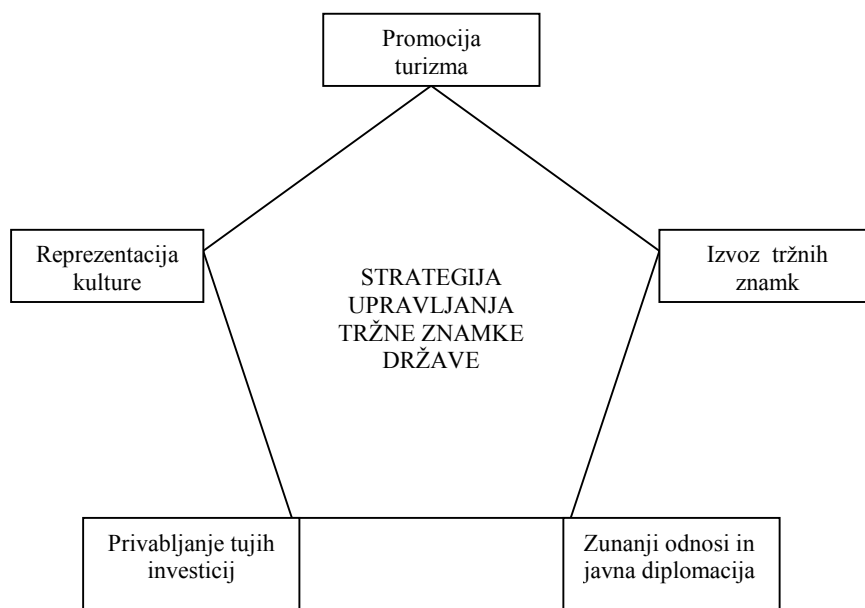 Promocija
turizma
Reprezentacija
kulture
STRATEGIJA
UPRAVLJANJA
TRŽNE ZNAMKE
DRŽAVE
Izvoz tržnih
znamk
Privabljanje tujih
investicij
Zunanji odnosi in
javna diplomacija